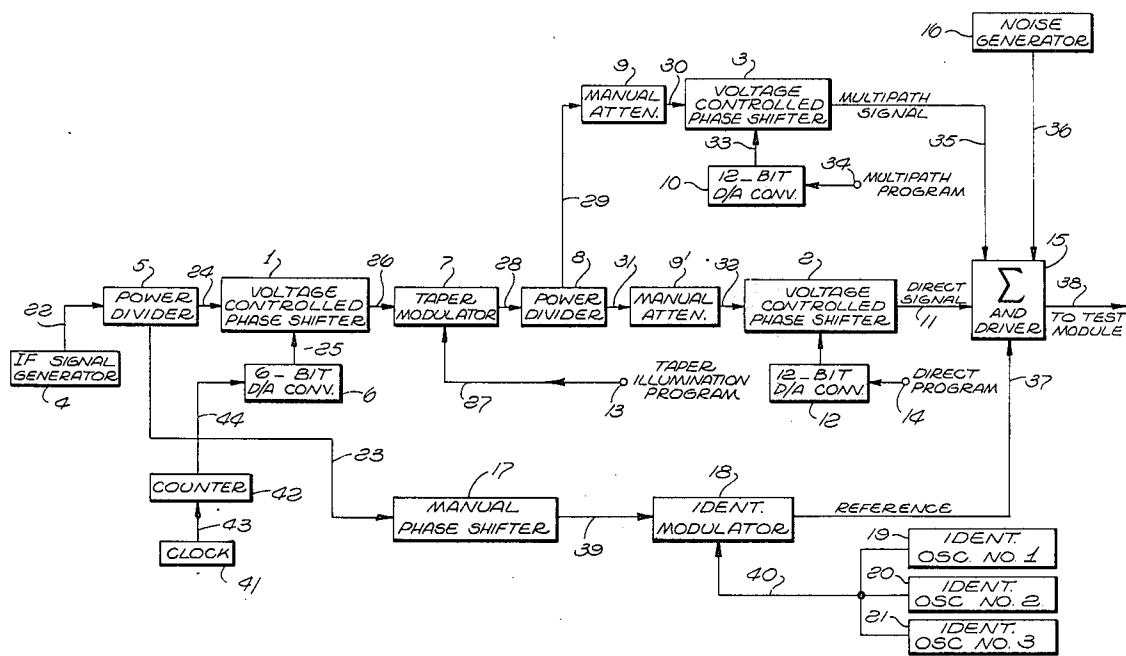 16
NOISE
GENERATOR
9
30
3
MANUAL
ATTEN.
VOLTAGE
CONTROLLED
PHASE SHIFTER
MULTIPATH
SIGNAL
33
35
36
10
12-BIT
D/A CONV.
34
MULTIPATH
PROGRAM
29
5
24
1
26
7
28
8
31
9'
32
2
15
22
POWER
DIVIDER
VOLTAGE
CONTROLLED
PHASE SHIFTER
TAPER
MODULATOR
POWER
DIVIDER
MANUAL
ATTEN.
VOLTAGE
CONTROLLED
PHASE SHIFTER
DIRECT
SIGNAL
11
Σ
AND
DRIVER
38
TO TEST
MODULE
25
IF SIGNAL
GENERATOR
4
6-BIT
D/A CONV.
6
27
TAPER
ILLUMINATION
PROGRAM
13
12-BIT
D/A CONV.
12
14
DIRECT
PROGRAM
37
44
23
COUNTER
42
43
CLOCK
41
17
MANUAL
PHASE SHIFTER
39
18
IDENT.
MODULATOR
REFERENCE
40
19
IDENT.
OSC. NO. 1
20
IDENT.
OSC NO. 2
21
IDENT.
OSC NO. 3